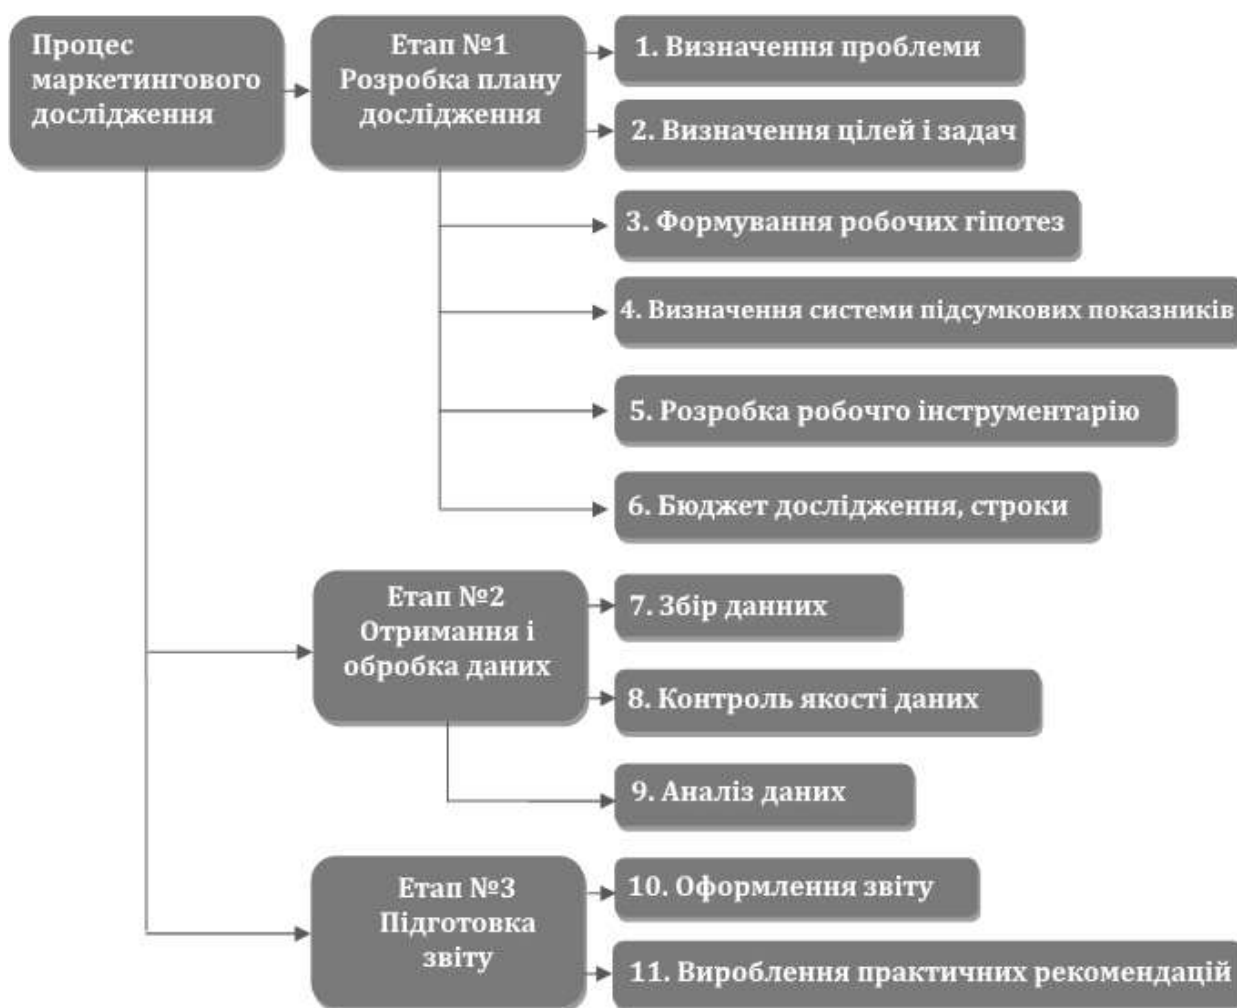 Процес
маркетингового
дослідження
Етап №1
Розробка плану
дослідження
1. Визначення проблеми
2. Визначення цілей і задач
3. Формування робочих гіпотез
4. Визначення системи підсумкових показників
5. Розробка робочго інструментарію
6. Бюджет дослідження, строки
Етап №2
Отримання і
обробка даних
7. Збір данних
8. Контроль якості даних
9. Аналіз даних
Етап №3
Підготовка
звіту
10. Оформлення звіту
11. Вироблення практичних рекомендацій